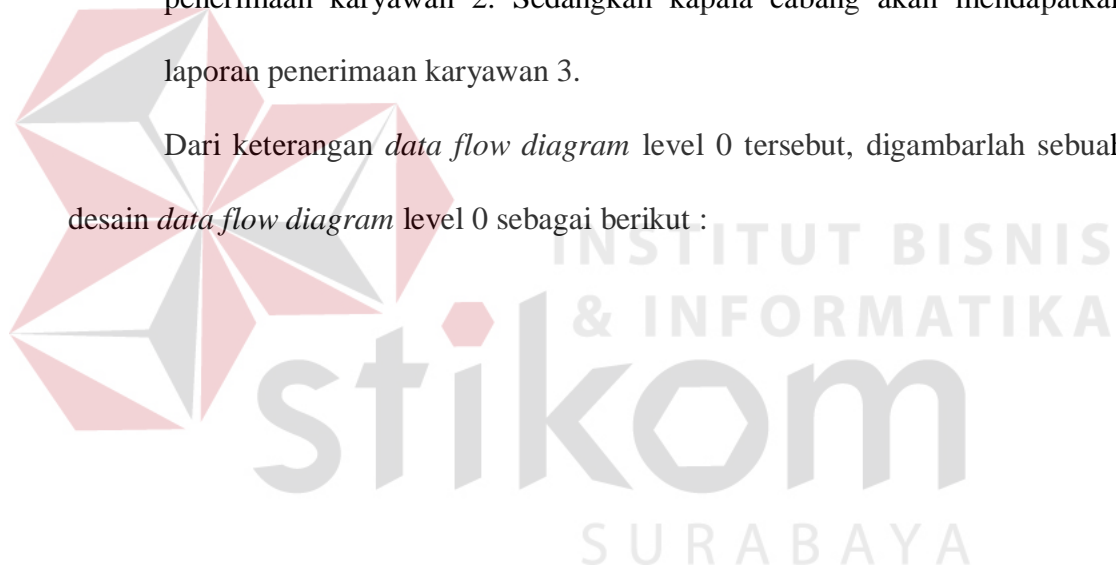 penerimaan karyawan 2. Sedangkan kapala cabang akan mendapatkan
laporan penerimaan karyawan 3.
Dari keterangan data flow diagram level 0 tersebut, digambarlah sebuah
desain data flow diagram level 0 sebagai berikut :
INSTITUT BISNIS
& INFORMATIKA
stikom
SURABAYA